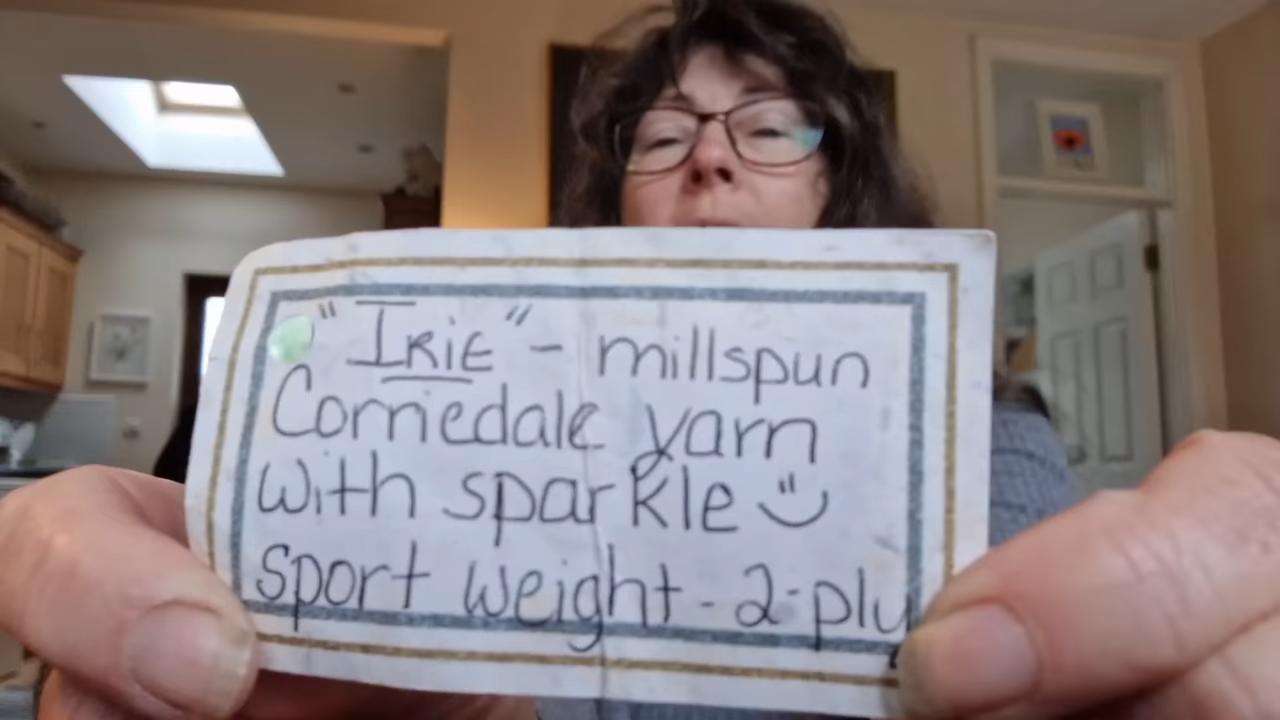 "IRIE" - millspun
Corriedale yarn
with sparkle
sport weight - 2-ply